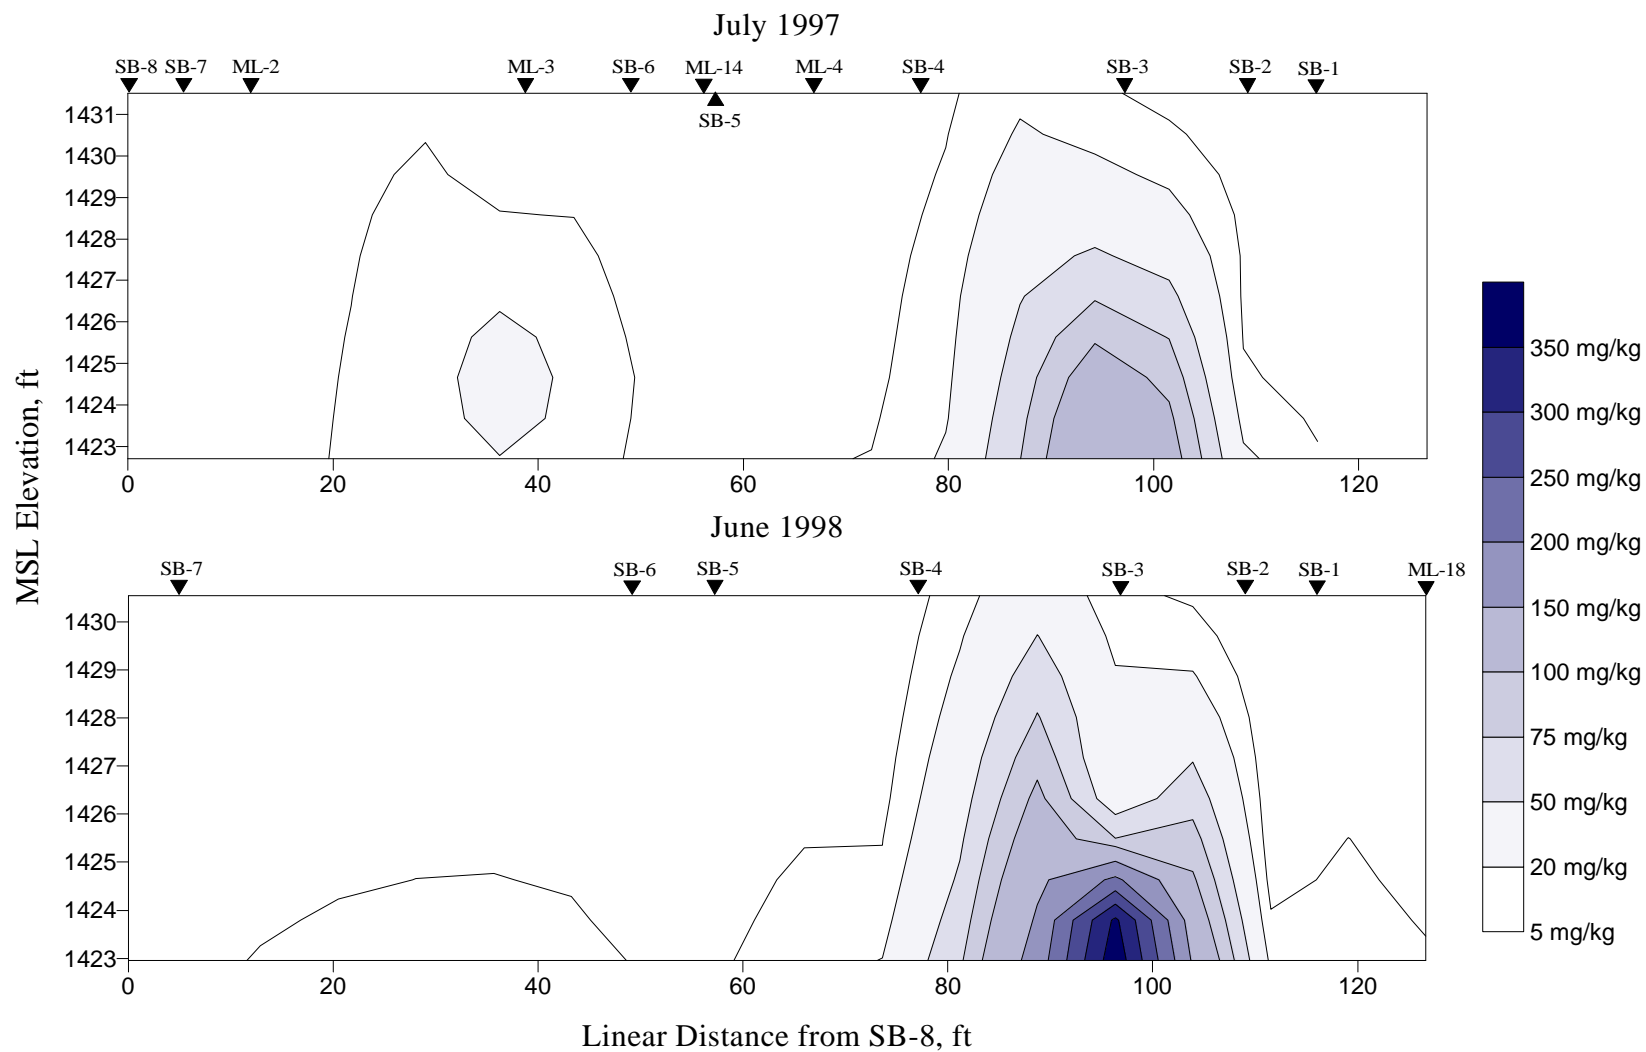 July 1997
SB-8 SB-7 ML-2 ML-3 SB-6 ML-14 ML-4 SB-4 SB-3 SB-2 SB-1
SB-5
1431
1430
1429
1428
1427
1426
1425
1424
1423
0 20 40 60 80 100 120
June 1998
SB-7 SB-6 SB-5 SB-4 SB-3 SB-2 SB-1 ML-18
1430
1429
1428
1427
1426
1425
1424
1423
0 20 40 60 80 100 120
MSL Elevation, ft
Linear Distance from SB-8, ft
350 mg/kg
300 mg/kg
250 mg/kg
200 mg/kg
150 mg/kg
100 mg/kg
75 mg/kg
50 mg/kg
20 mg/kg
5 mg/kg